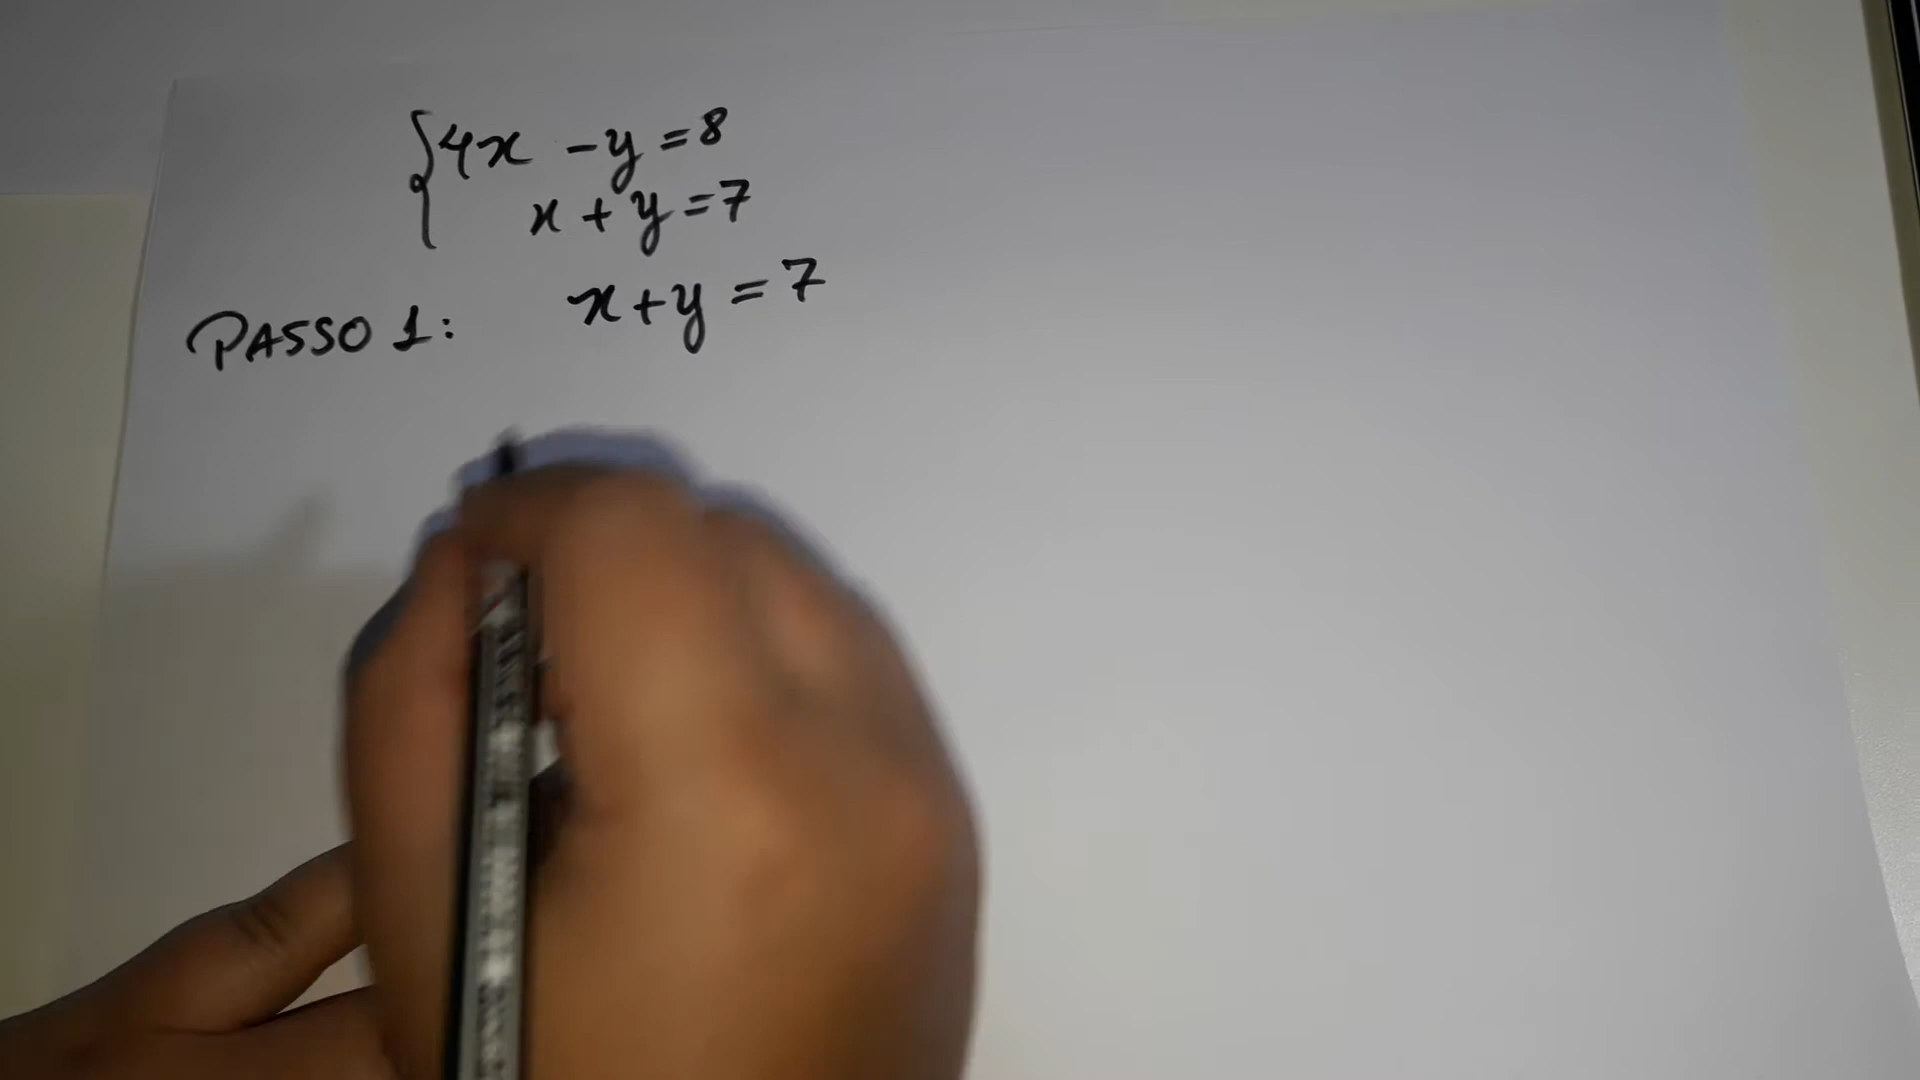 4x - y = 8
x + y = 7
x + y = 7
PASSO 1: